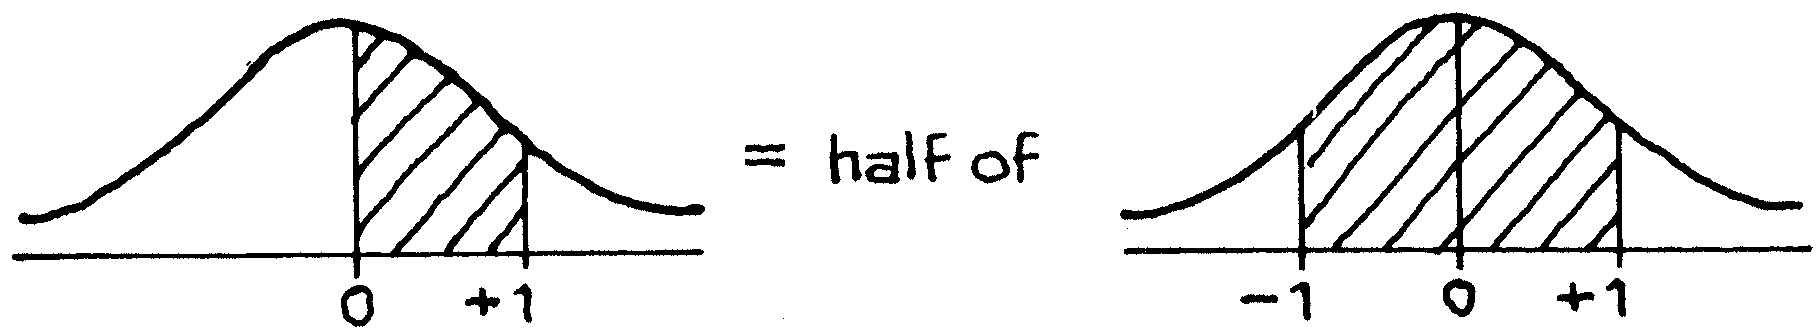 = half of
0 +1
-1 0 +1